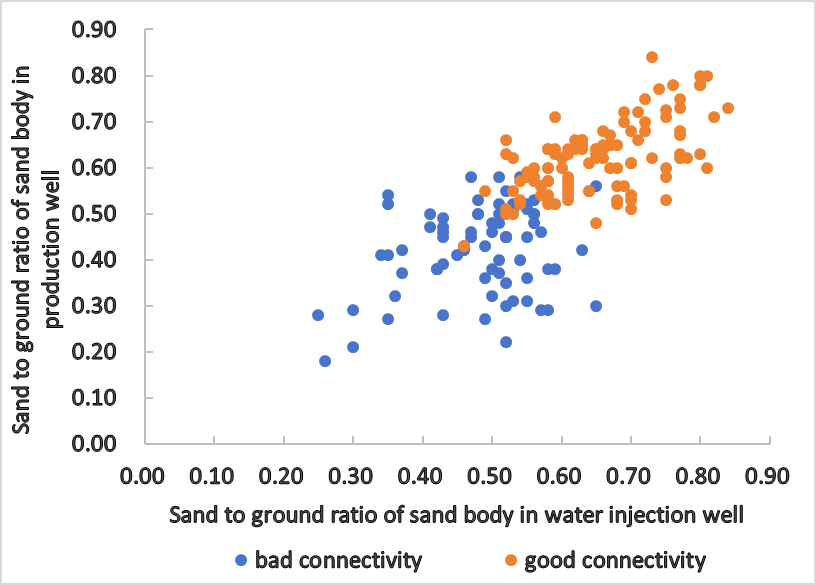 0.90
0.80
0.70
0.60
0.50
0.40
0.30
0.20
0.10
0.00
Sand to ground ratio of sand body in
production well
0.00 0.10 0.20 0.30 0.40 0.50 0.60 0.70 0.80 0.90
Sand to ground ratio of sand body in water injection well
bad connectivity good connectivity